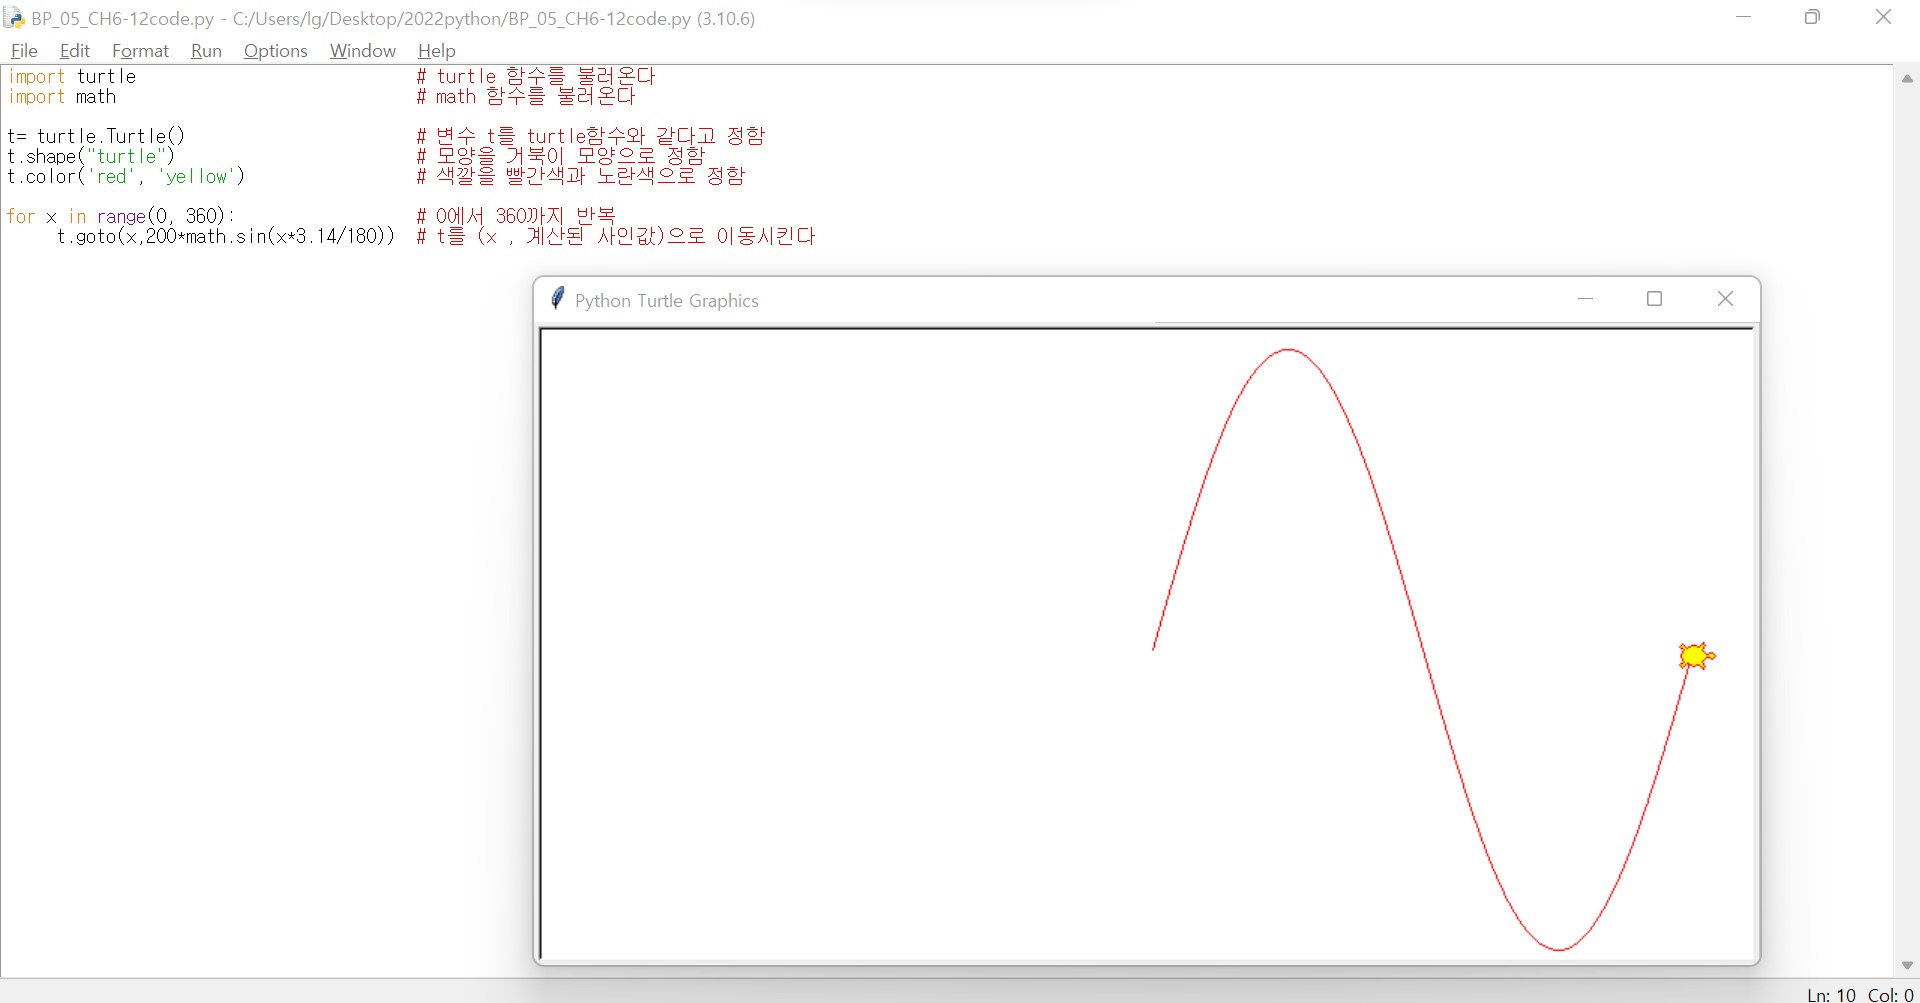 BP_05_CH6-12code.py - C:/Users/lg/Desktop/2022python/BP_05_CH6-12code.py (3.10.6)
File Edit Format Run Options Window Help
import turtle # turtle 함수를 불러온다
import math # math 함수를 불러온다
t= turtle.Turtle() # 변수 t를 turtle함수와 같다고 정함
t.shape("turtle") # 모양을 거북이 모양으로 정함
t.color('red', 'yellow') # 색깔을 빨간색과 노란색으로 정함
for x in range(0, 360): # 0에서 360까지 반복
t.goto(x,200*math.sin(x*3.14/180)) # t를 (x , 계산된 사인값)으로 이동시킨다
Python Turtle Graphics
Ln: 10 Col: 0